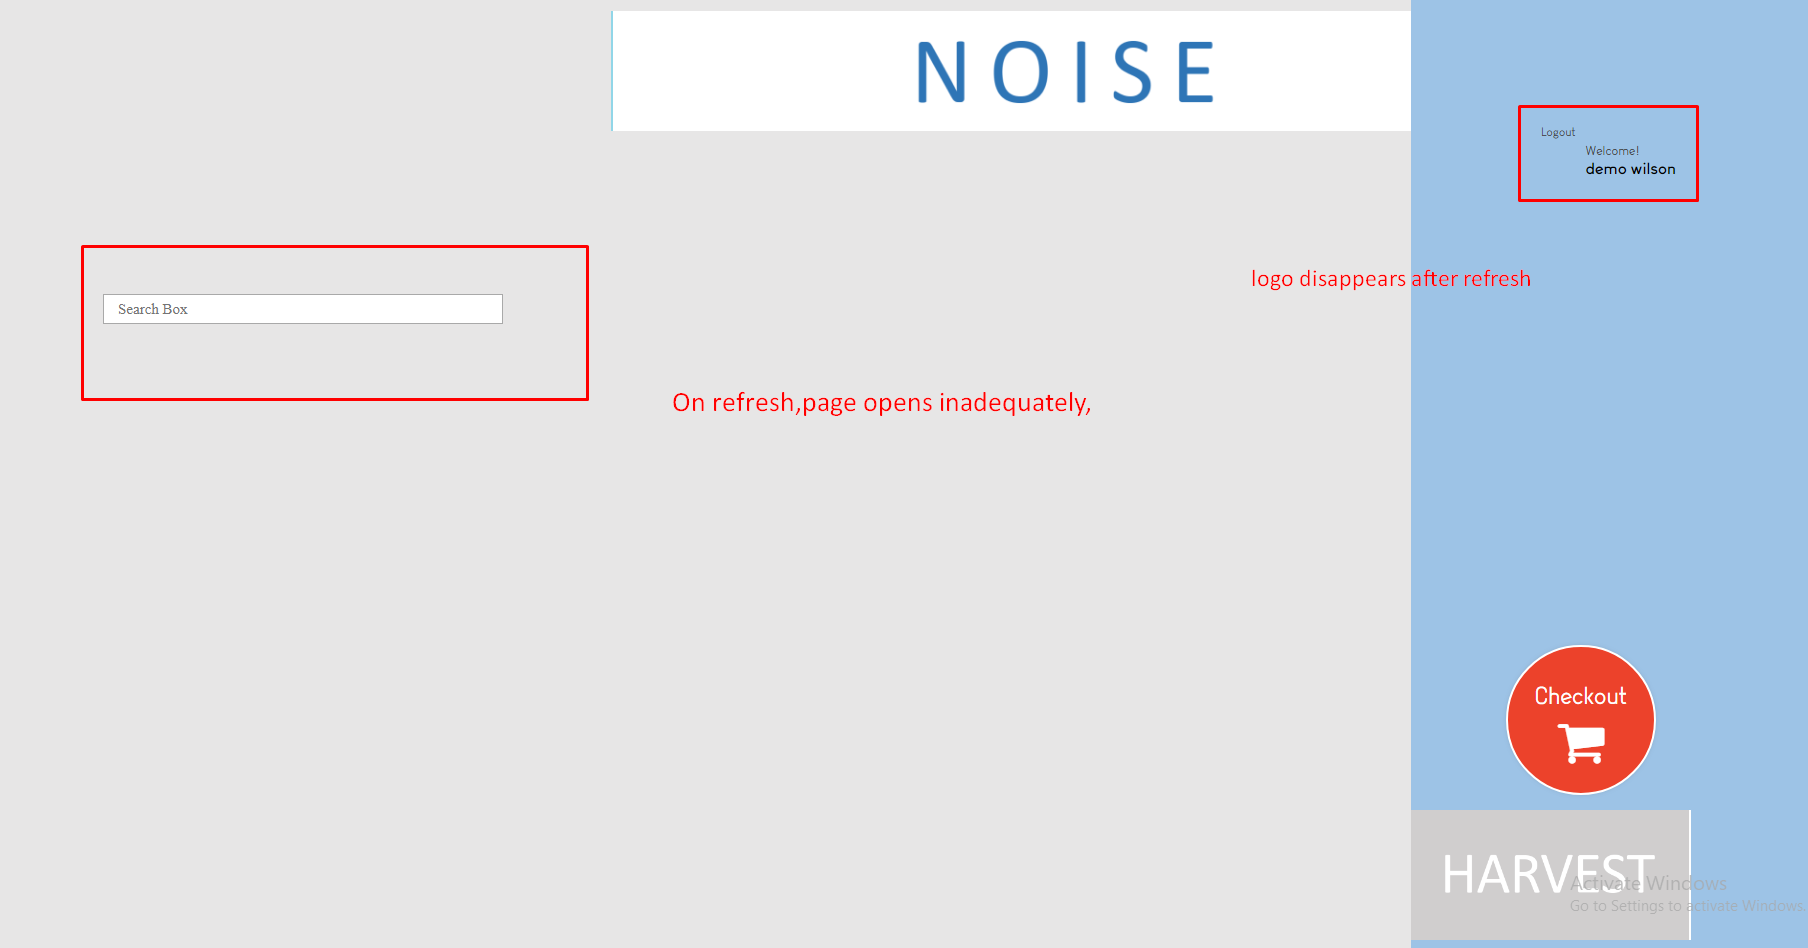 NOISE
Logout
Welcome!
demo wilson
logo disappears after refresh
Search Box
On refresh,page opens inadequately,
Checkout
HARVEST
Activate Windows
Go to Settings to activate Windows.